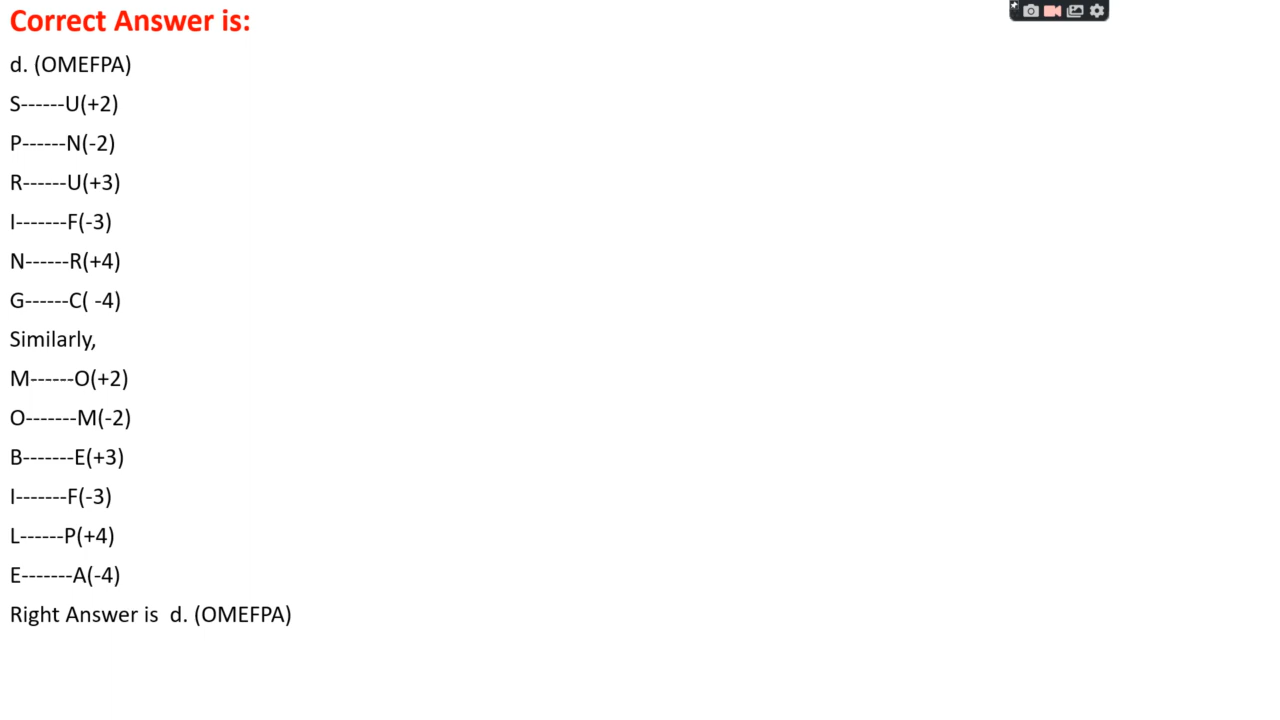 Correct Answer is:
d. (OMEFPA)
S------U(+2)
P------N(-2)
R------U(+3)
I-------F(-3)
N------R(+4)
G------C( -4)
Similarly,
M------O(+2)
O-------M(-2)
B-------E(+3)
I-------F(-3)
L------P(+4)
E-------A(-4)
Right Answer is  d. (OMEFPA)